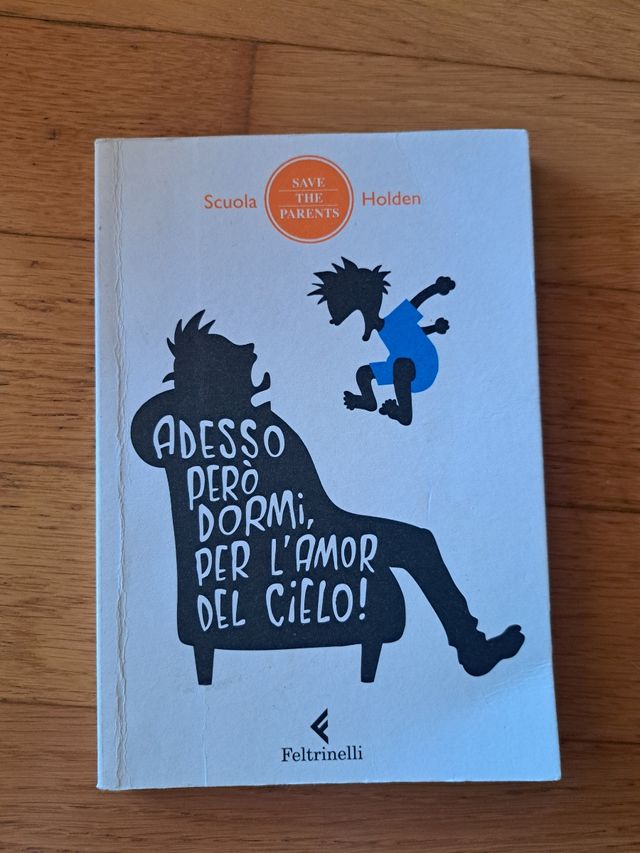 SAVE
THE
PARENTS
Scuola Holden
ADESSO
PERÒ
DORMi,
PER L'AMOR
DEL CiELO!
Feltrinelli